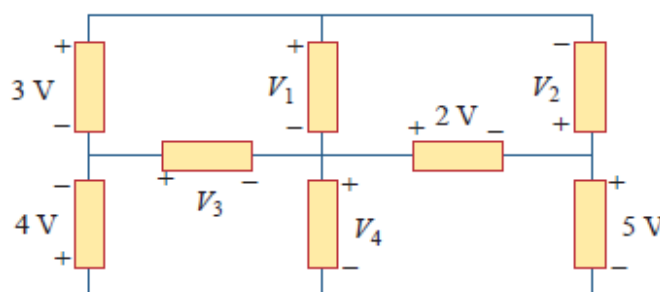 + + −
3 V V₁ V₂
− − + 2 V − +
− + V₃ − + +
4 V V₄ 5 V
+ − −